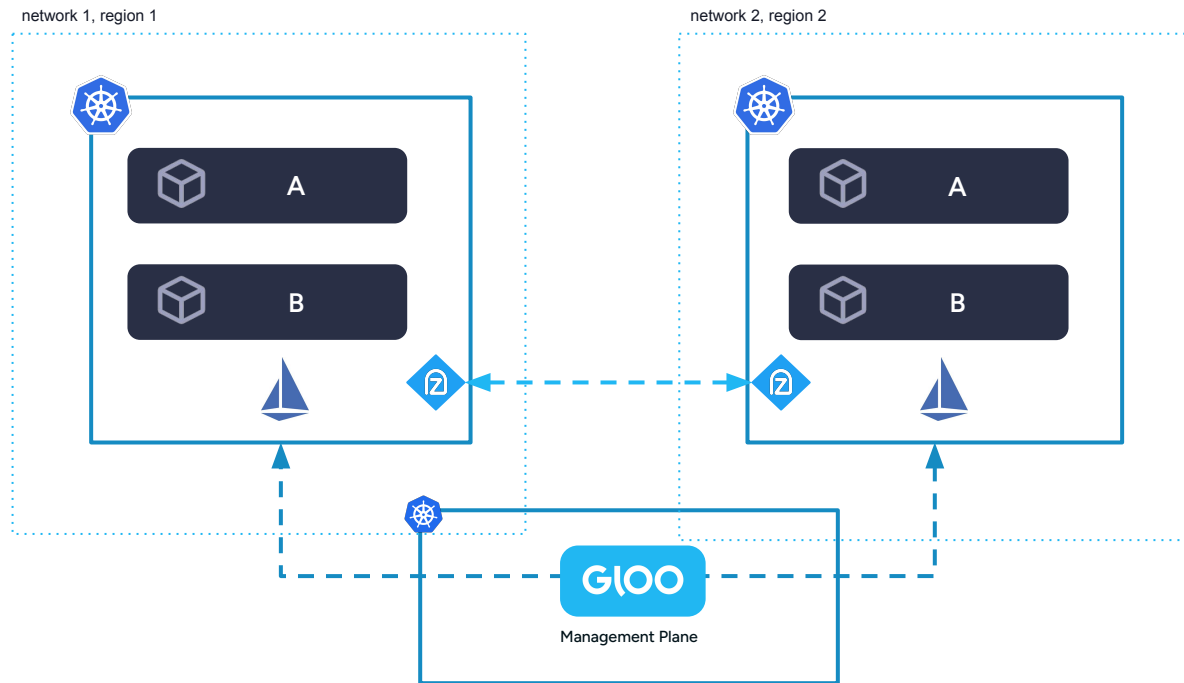 network 1, region 1
network 2, region 2
A
A
B
B
Gloo
Management Plane